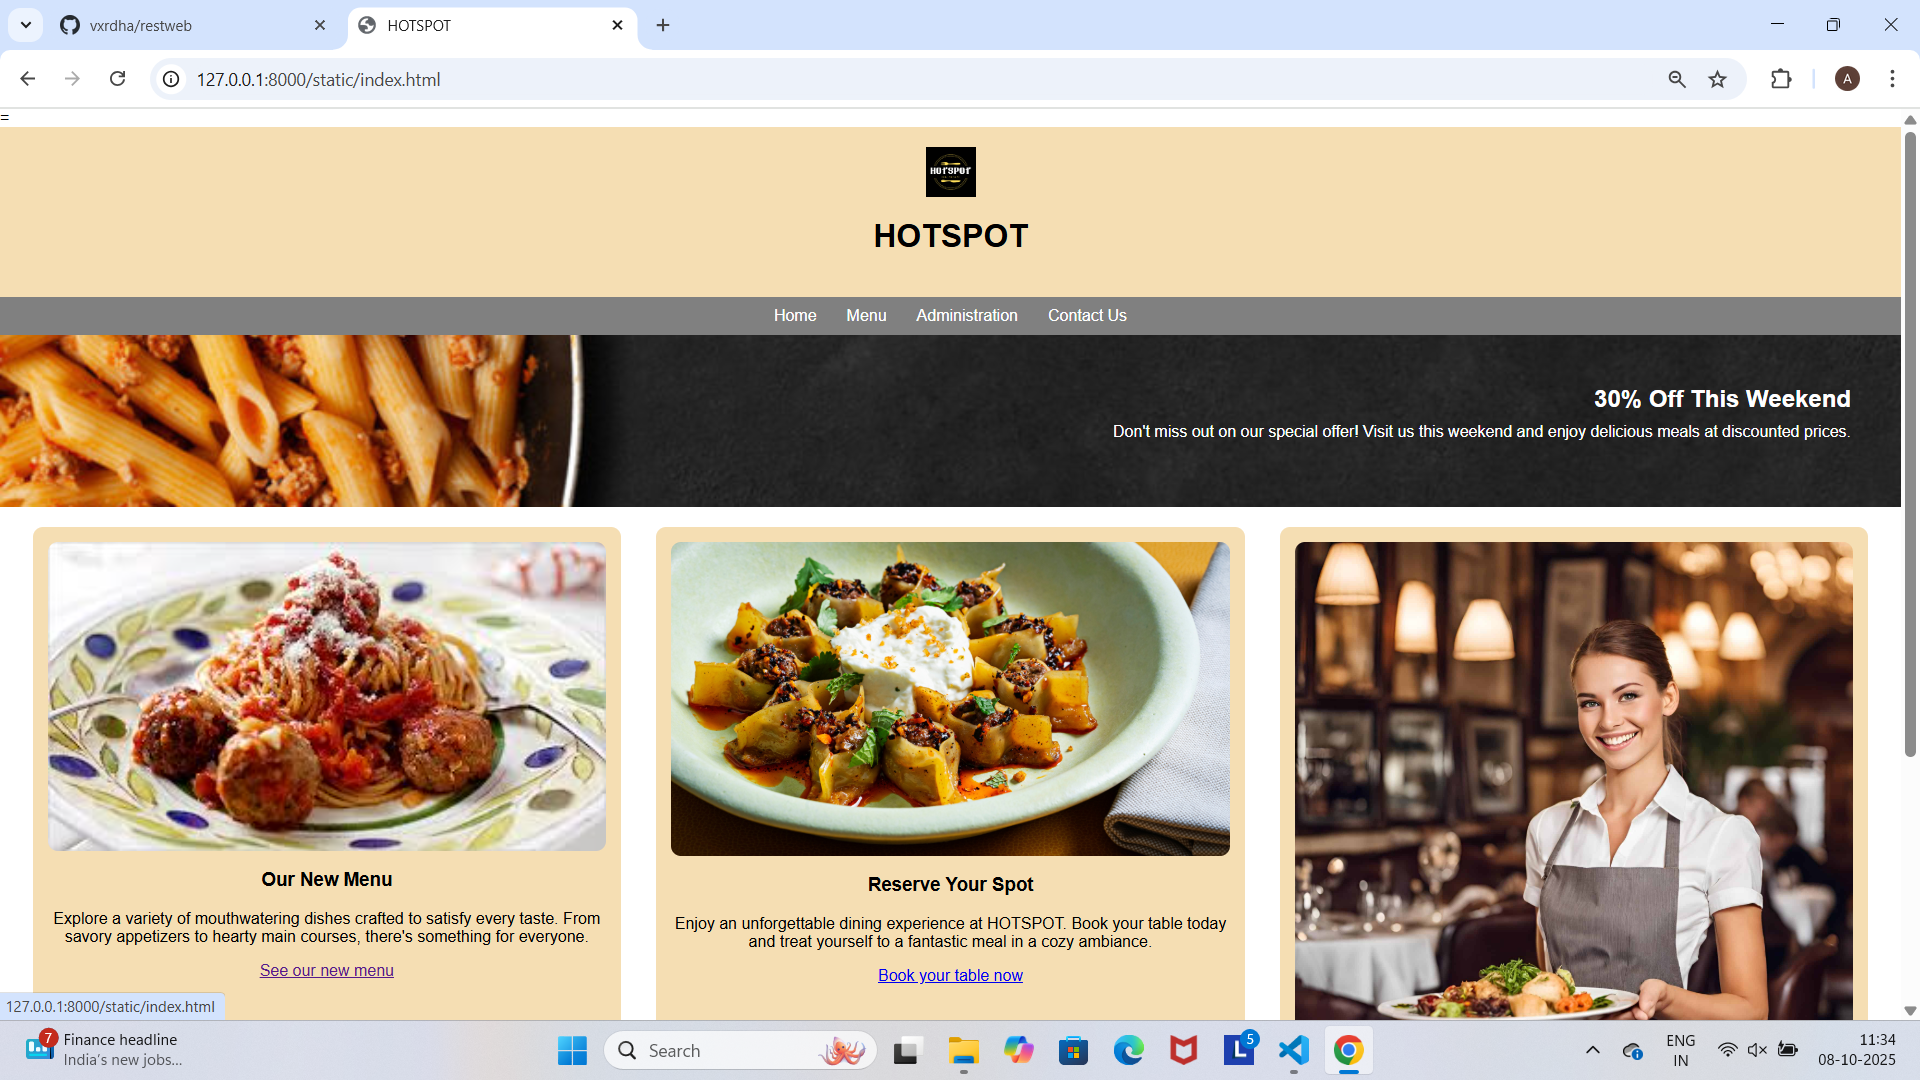 vxrdha/restweb
HOTSPOT
127.0.0.1:8000/static/index.html
A
=
HOTSPOT
HOTSPOT
Home Menu Administration Contact Us
30% Off This Weekend
Don't miss out on our special offer! Visit us this weekend and enjoy delicious meals at discounted prices.
Our New Menu
Explore a variety of mouthwatering dishes crafted to satisfy every taste. From
savory appetizers to hearty main courses, there's something for everyone.
See our new menu
Reserve Your Spot
Enjoy an unforgettable dining experience at HOTSPOT. Book your table today
and treat yourself to a fantastic meal in a cozy ambiance.
Book your table now
127.0.0.1:8000/static/index.html
7
Finance headline
India's new jobs...
Search
L
5
ENG
IN
11:34
08-10-2025